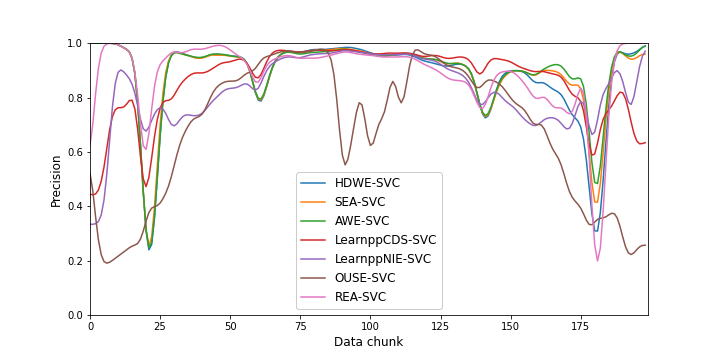 1.0
0.8
0.6
0.4
0.2
0.0
Precision
HDWE-SVC
SEA-SVC
AWE-SVC
LearnppCDS-SVC
LearnppNIE-SVC
OUSE-SVC
REA-SVC
0 25 50 75 100 125 150 175
Data chunk